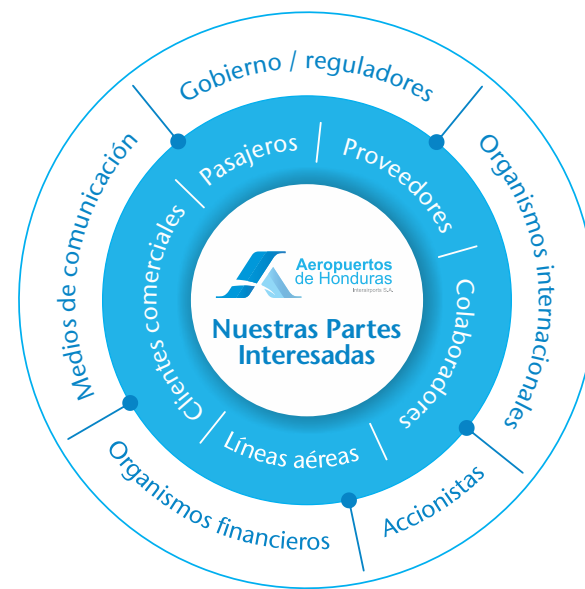 Gobierno / reguladores
Organismos internacionales
Accionistas
Organismos financieros
Medios de comunicación
Pasajeros
Proveedores
Colaboradores
Líneas aéreas
Clientes comerciales
Aeropuertos
de Honduras
Interairports S.A.
Nuestras Partes
Interesadas